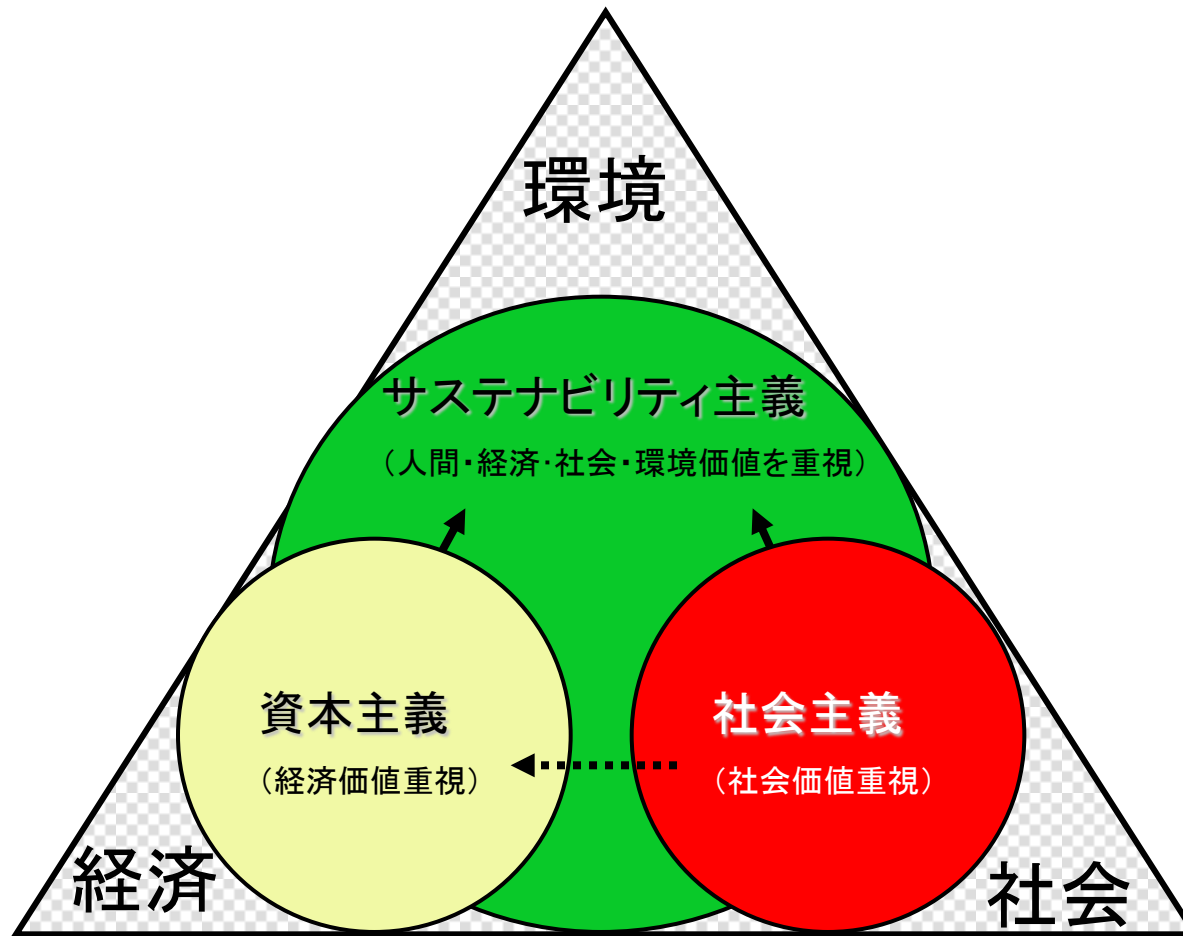 環境
サステナビリティ主義
（人間・経済・社会・環境価値を重視）
資本主義
（経済価値重視）
社会主義
（社会価値重視）
経済
社会